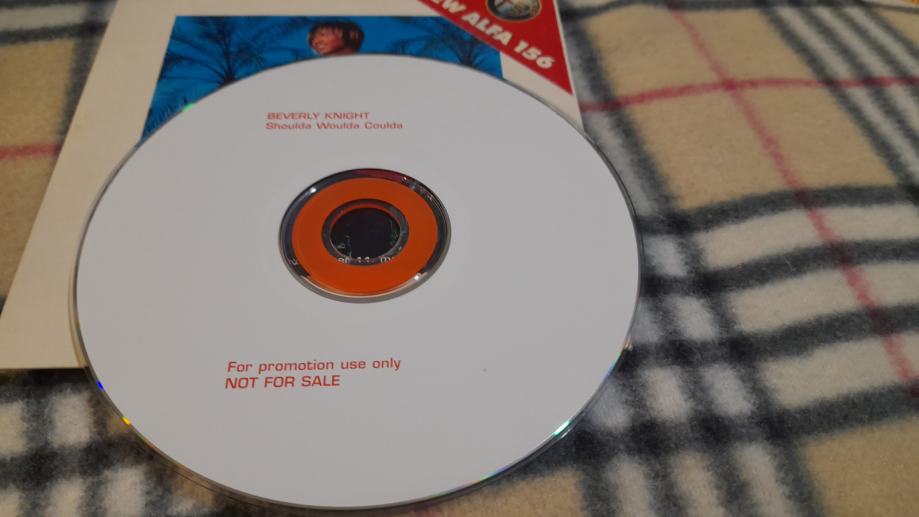 ALFA 156
BEVERLY KNIGHT
Shoulda Woulda Coulda
For promotion use only
NOT FOR SALE